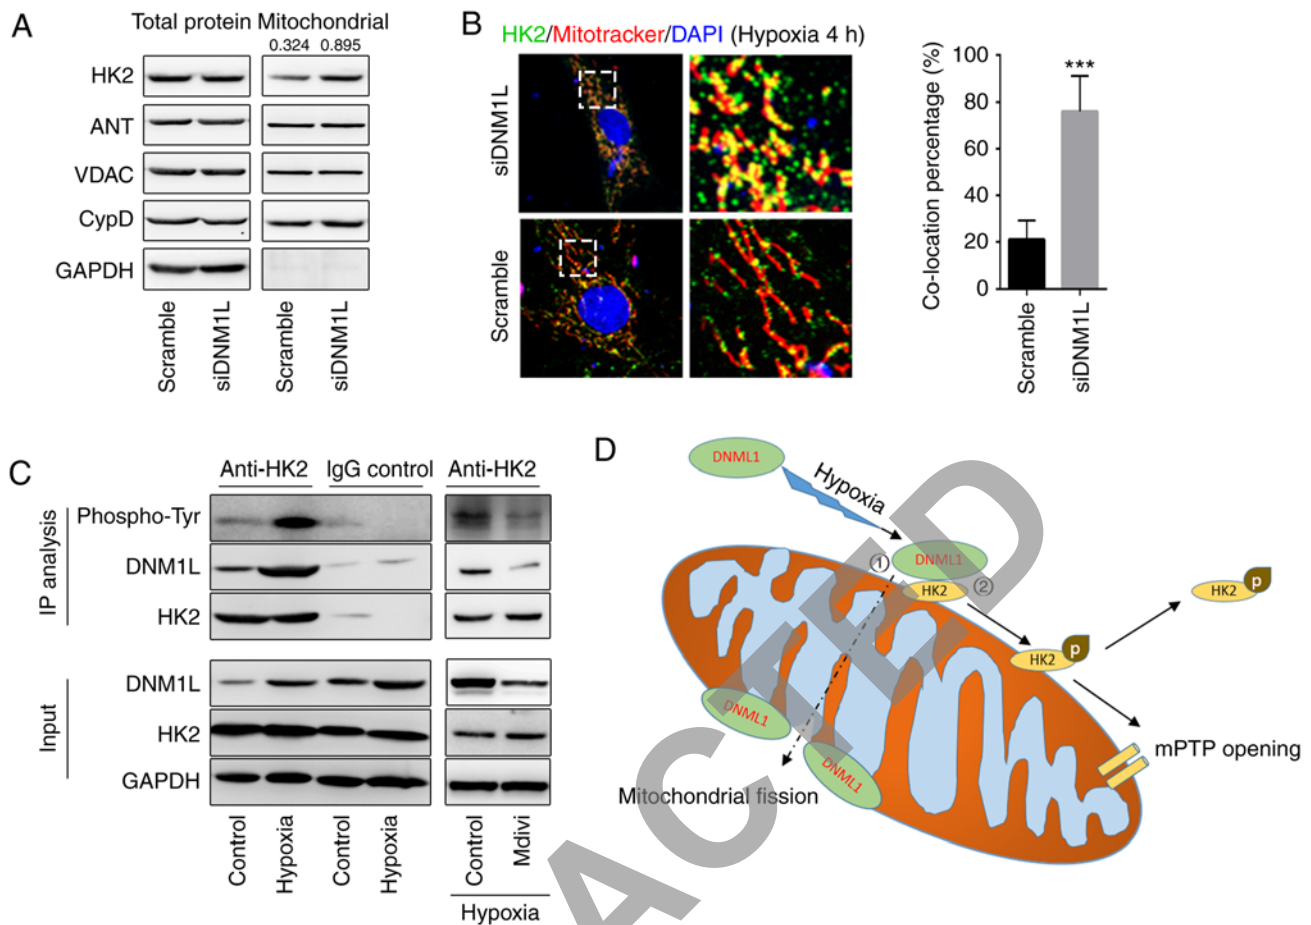 A
Total protein Mitochondrial
0.324 0.895
HK2
ANT
VDAC
CypD
GAPDH
Scramble
siDNM1L
Scramble
siDNM1L
B
HK2/Mitotracker/DAPI (Hypoxia 4 h)
siDNM1L
Scramble
Co-location percentage (%)
100
80
60
40
20
0
***
Scramble
siDNM1L
C
Anti-HK2 IgG control Anti-HK2
IP analysis
Phospho-Tyr
DNM1L
HK2
Input
DNM1L
HK2
GAPDH
Control
Hypoxia
Control
Hypoxia
Control
Mdivi
Hypoxia
D
DNML1
Hypoxia
DNML1
①
HK2
②
HK2 p
HK2 p
DNML1
DNML1
mPTP opening
Mitochondrial fission
ACTED